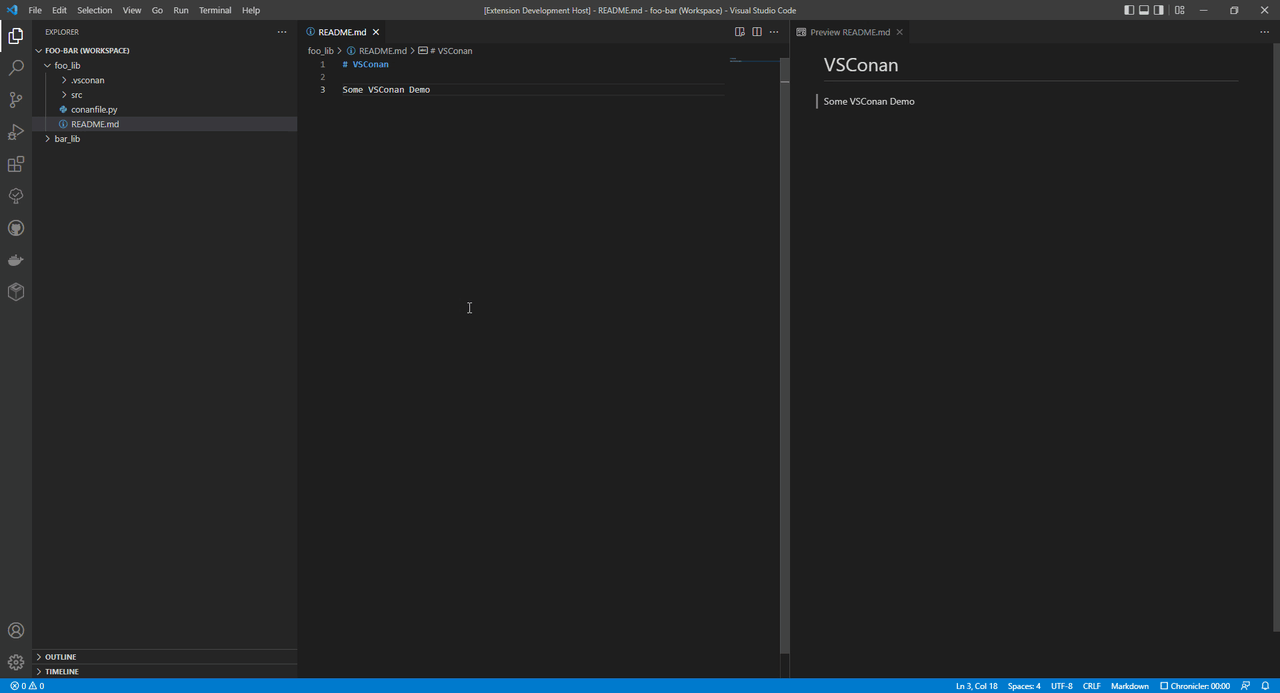 File Edit Selection View Go Run Terminal Help [Extension Development Host] - README.md - foo-bar (Workspace) - Visual Studio Code
EXPLORER
FOO-BAR (WORKSPACE)
foo_lib
.vsconan
src
conanfile.py
README.md
bar_lib
OUTLINE
TIMELINE
README.md
foo_lib > README.md > # VSConan
1 # VSConan
2
3 Some VSConan Demo
Preview README.md
VSConan
Some VSConan Demo
0 0 Ln 3, Col 18 Spaces: 4 UTF-8 CRLF Markdown Chronicler: 00:00